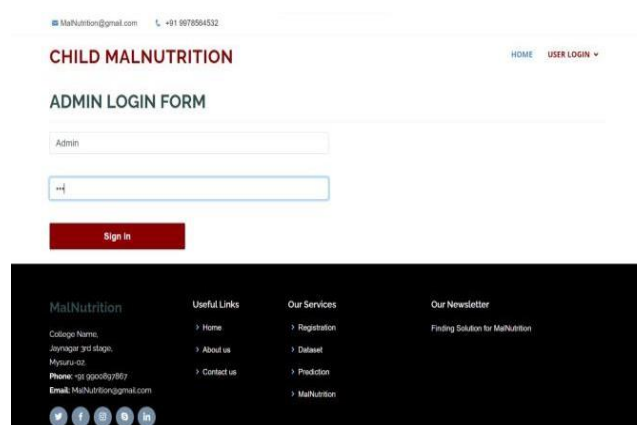 MalNutrition@gmail.com +91 9978564532
CHILD MALNUTRITION
HOME USER LOGIN
ADMIN LOGIN FORM
Admin
•••
Sign In
MalNutrition
College Name,
Jaynagar 3rd stage,
Mysuru-02.
Phone: +91 9900897867
Email: MalNutrition@gmail.com
Useful Links
> Home
> About us
> Contact us
Our Services
> Registration
> Dataset
> Prediction
> MalNutrition
Our Newsletter
Finding Solution for MalNutrition